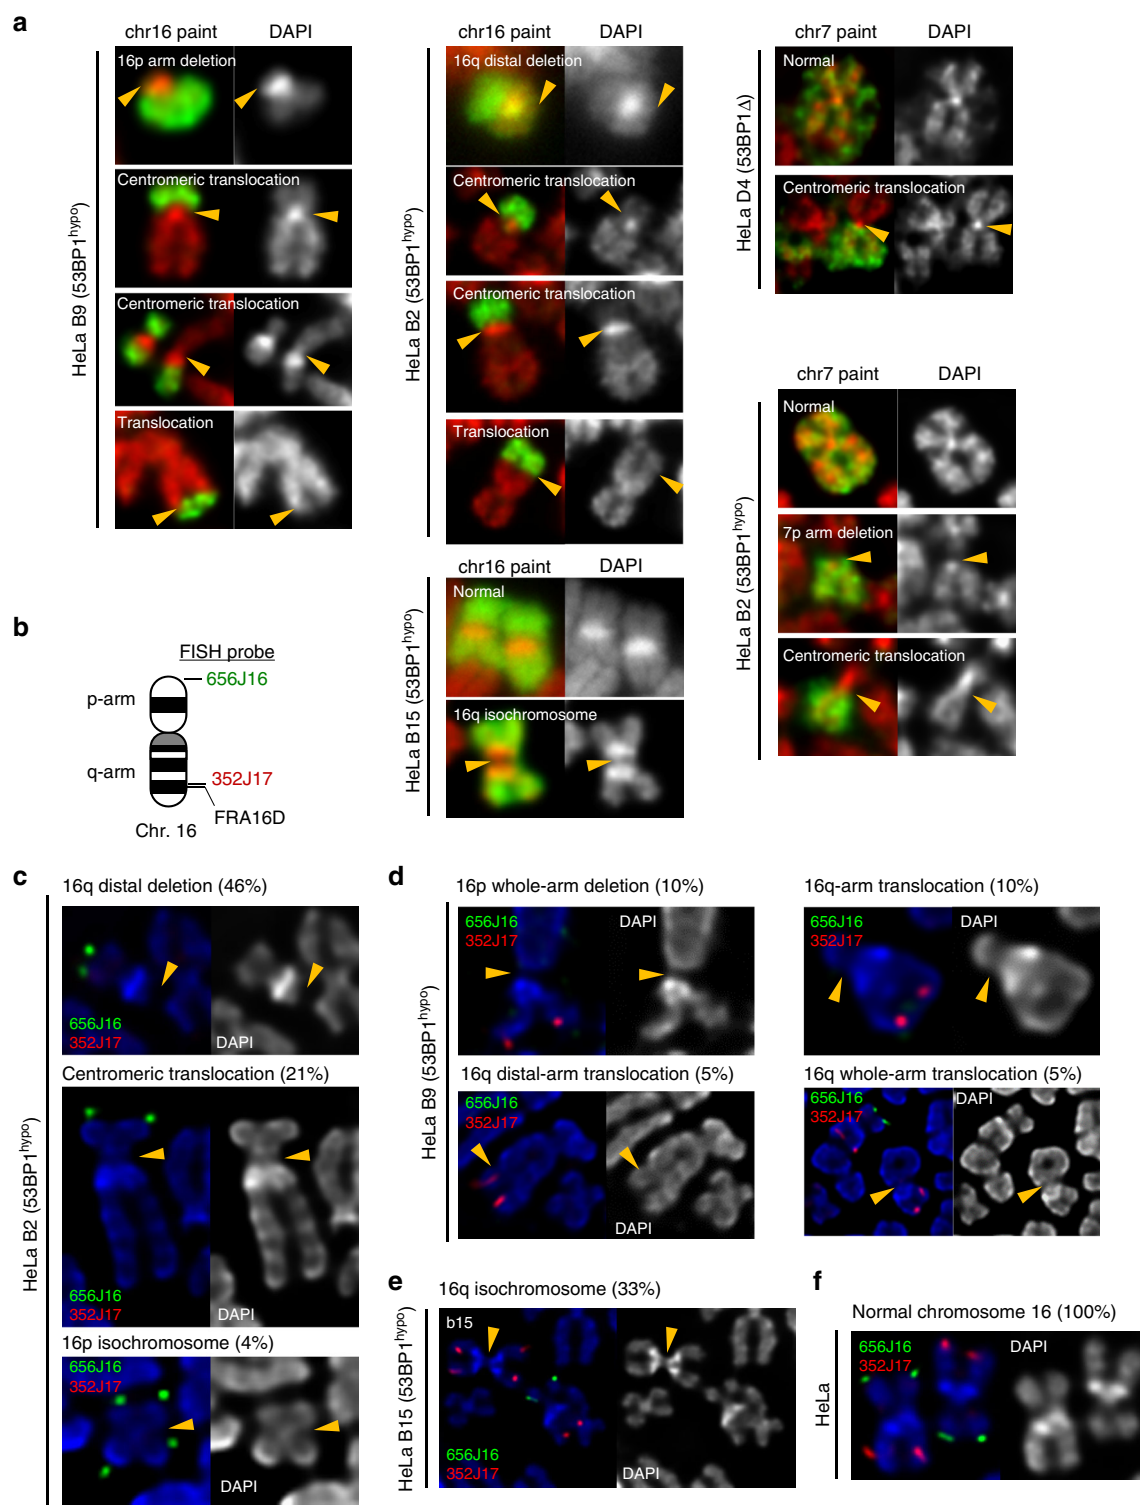 a
chr16 paint DAPI
HeLa B9 (53BP1hypo)
16p arm deletion
Centromeric translocation
Centromeric translocation
Translocation
chr16 paint DAPI
HeLa B2 (53BP1hypo)
16q distal deletion
Centromeric translocation
Centromeric translocation
Translocation
chr16 paint DAPI
HeLa B15 (53BP1hypo)
Normal
16q isochromosome
chr7 paint DAPI
HeLa D4 (53BP1Δ)
Normal
Centromeric translocation
chr7 paint DAPI
HeLa B2 (53BP1hypo)
Normal
7p arm deletion
Centromeric translocation
b
FISH probe
656J16
p-arm
q-arm
352J17
FRA16D
Chr. 16
c
HeLa B2 (53BP1hypo)
16q distal deletion (46%)
656J16
352J17
DAPI
Centromeric translocation (21%)
656J16
352J17
DAPI
16p isochromosome (4%)
656J16
352J17
DAPI
d
HeLa B9 (53BP1hypo)
16p whole-arm deletion (10%)
656J16
352J17
DAPI
16q-arm translocation (10%)
656J16
352J17
DAPI
16q distal-arm translocation (5%)
656J16
352J17
DAPI
16q whole-arm translocation (5%)
656J16
352J17
DAPI
e
HeLa B15 (53BP1hypo)
16q isochromosome (33%)
b15
656J16
352J17
DAPI
f
HeLa
Normal chromosome 16 (100%)
656J16
352J17
DAPI